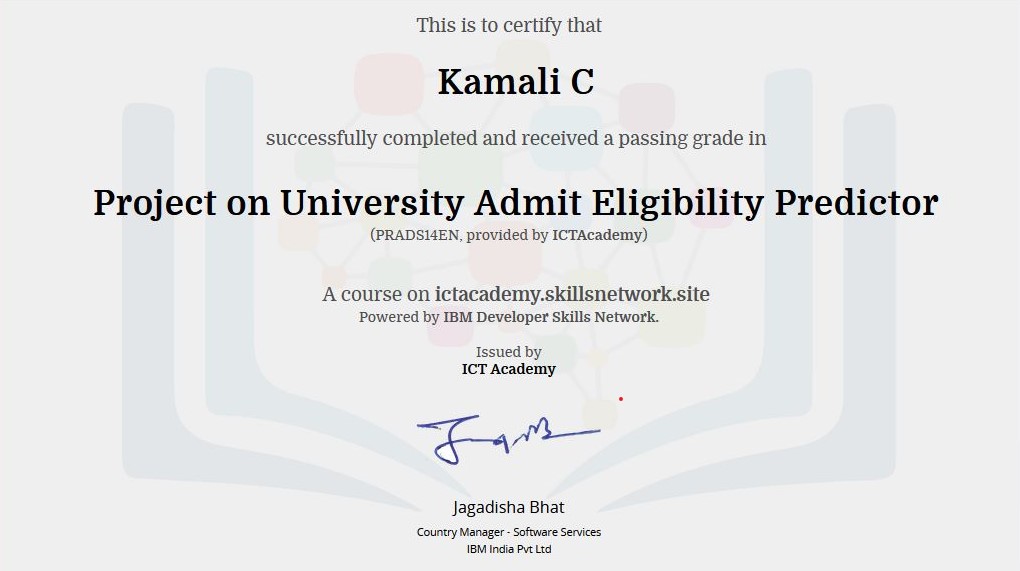 This is to certify that
Kamali C
successfully completed and received a passing grade in
Project on University Admit Eligibility Predictor
(PRADS14EN, provided by ICTAcademy)
A course on ictacademy.skillsnetwork.site
Powered by IBM Developer Skills Network.
Issued by
ICT Academy
Jagadisha Bhat
Country Manager - Software Services
IBM India Pvt Ltd